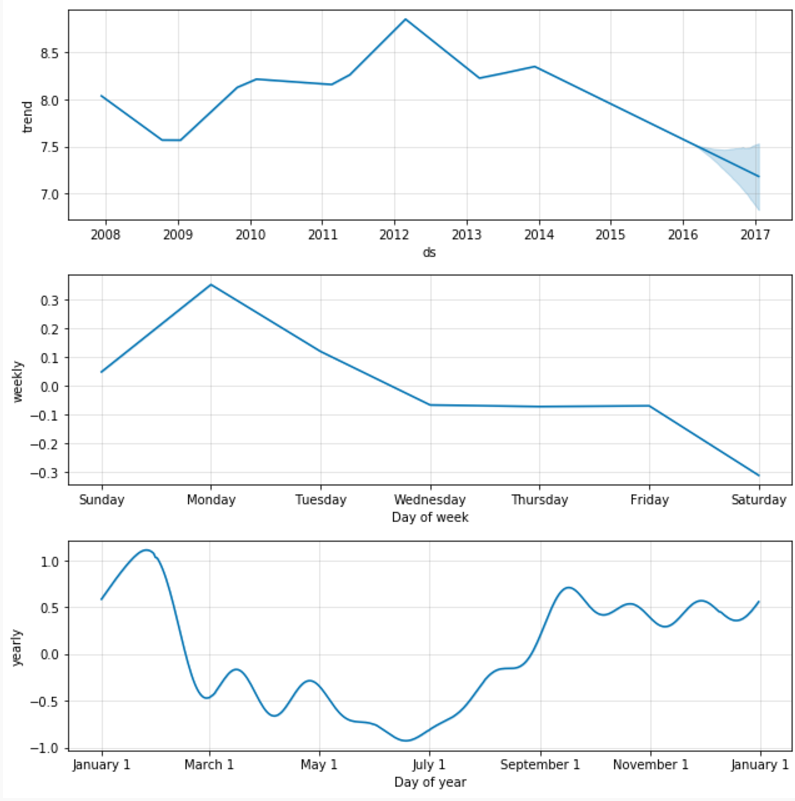 8.5
8.0
7.5
7.0
trend
2008 2009 2010 2011 2012 2013 2014 2015 2016 2017
ds
0.3
0.2
0.1
0.0
−0.1
−0.2
−0.3
weekly
Sunday Monday Tuesday Wednesday Thursday Friday Saturday
Day of week
1.0
0.5
0.0
−0.5
−1.0
yearly
January 1 March 1 May 1 July 1 September 1 November 1 January 1
Day of year